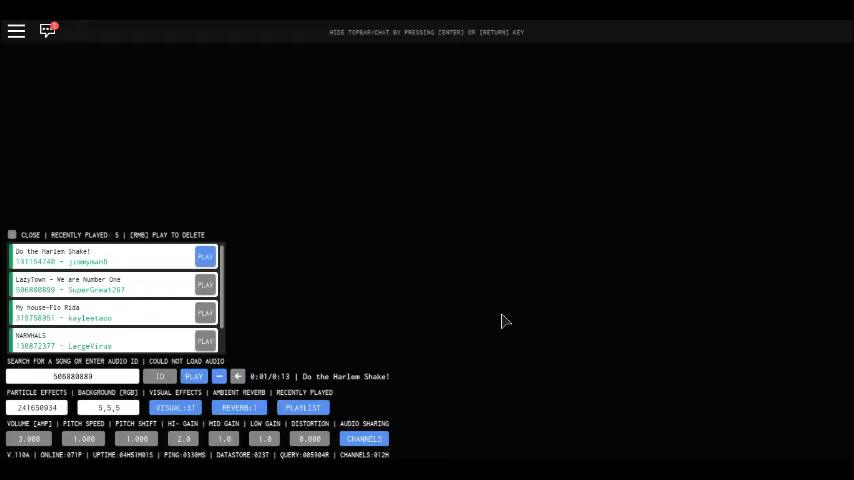 1
HIDE TOPBAR/CHAT BY PRESSING [ENTER] OR [RETURN] KEY
CLOSE | RECENTLY PLAYED: 5 | [RMB] PLAY TO DELETE
Do the Harlem Shake!
131154740 - jimmyman5
PLAY
LazyTown - We are Number One
506880899 - SuperGreat267
PLAY
My house-Flo Rida
319758951 - kayleetaco
PLAY
NARWHALS
130872377 - LargeVirus
PLAY
SEARCH FOR A SONG OR ENTER AUDIO ID | COULD NOT LOAD AUDIO
506880889 ID PLAY - ← 0:01/0:13 | Do the Harlem Shake!
PARTICLE EFFECTS | BACKGROUND [RGB] | VISUAL EFFECTS | AMBIENT REVERB | RECENTLY PLAYED
241650934 5,5,5 VISUAL:31 REVERB:1 PLAYLIST
VOLUME [AMP] | PITCH SPEED | PITCH SHIFT | HI- GAIN | MID GAIN | LOW GAIN | DISTORTION | AUDIO SHARING
3.000 1.000 1.000 2.0 1.0 1.0 0.000 CHANNELS
V.110A | ONLINE:071P | UPTIME:04H51M01S | PING:0330MS | DATASTORE:023T | QUERY:005904R | CHANNELS:012H